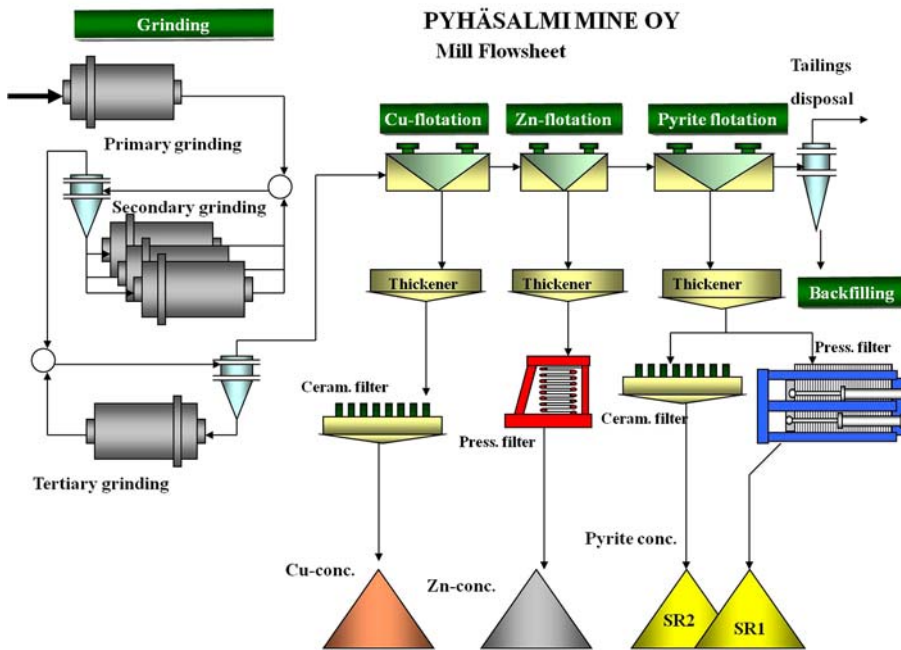 PYHÄSALMI MINE OY
Mill Flowsheet
Grinding
Tailings
disposal
Cu-flotation
Zn-flotation
Pyrite flotation
Primary grinding
Secondary grinding
Thickener
Thickener
Thickener
Backfilling
Press. filter
Ceram. filter
Ceram. filter
Press. filter
Tertiary grinding
Pyrite conc.
Cu-conc.
Zn-conc.
SR2
SR1